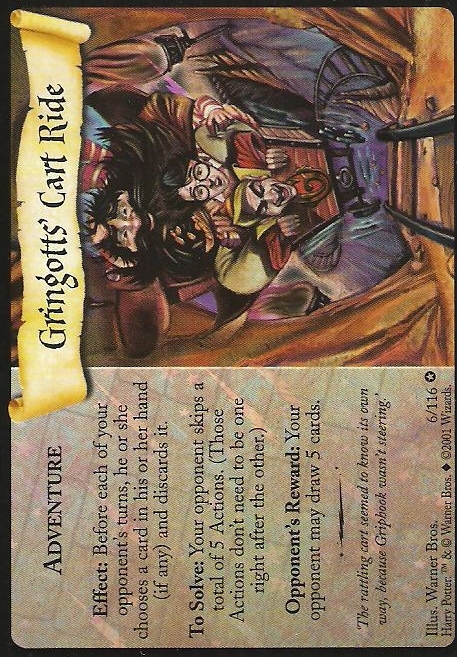 Gringotts' Cart Ride
ADVENTURE
Effect: Before each of your
opponent's turns, he or she
chooses a card in his or her hand
(if any) and discards it.
To Solve: Your opponent skips a
total of 5 Actions. (Those
Actions don't need to be one
right after the other.)
Opponent's Reward: Your
opponent may draw 5 cards.
"The rattling cart seemed to know its own
way, because Griphook wasn't steering."
Illus. Warner Bros. 6/116
Harry Potter, ™ & © Warner Bros. ◆ ©2001 Wizards.